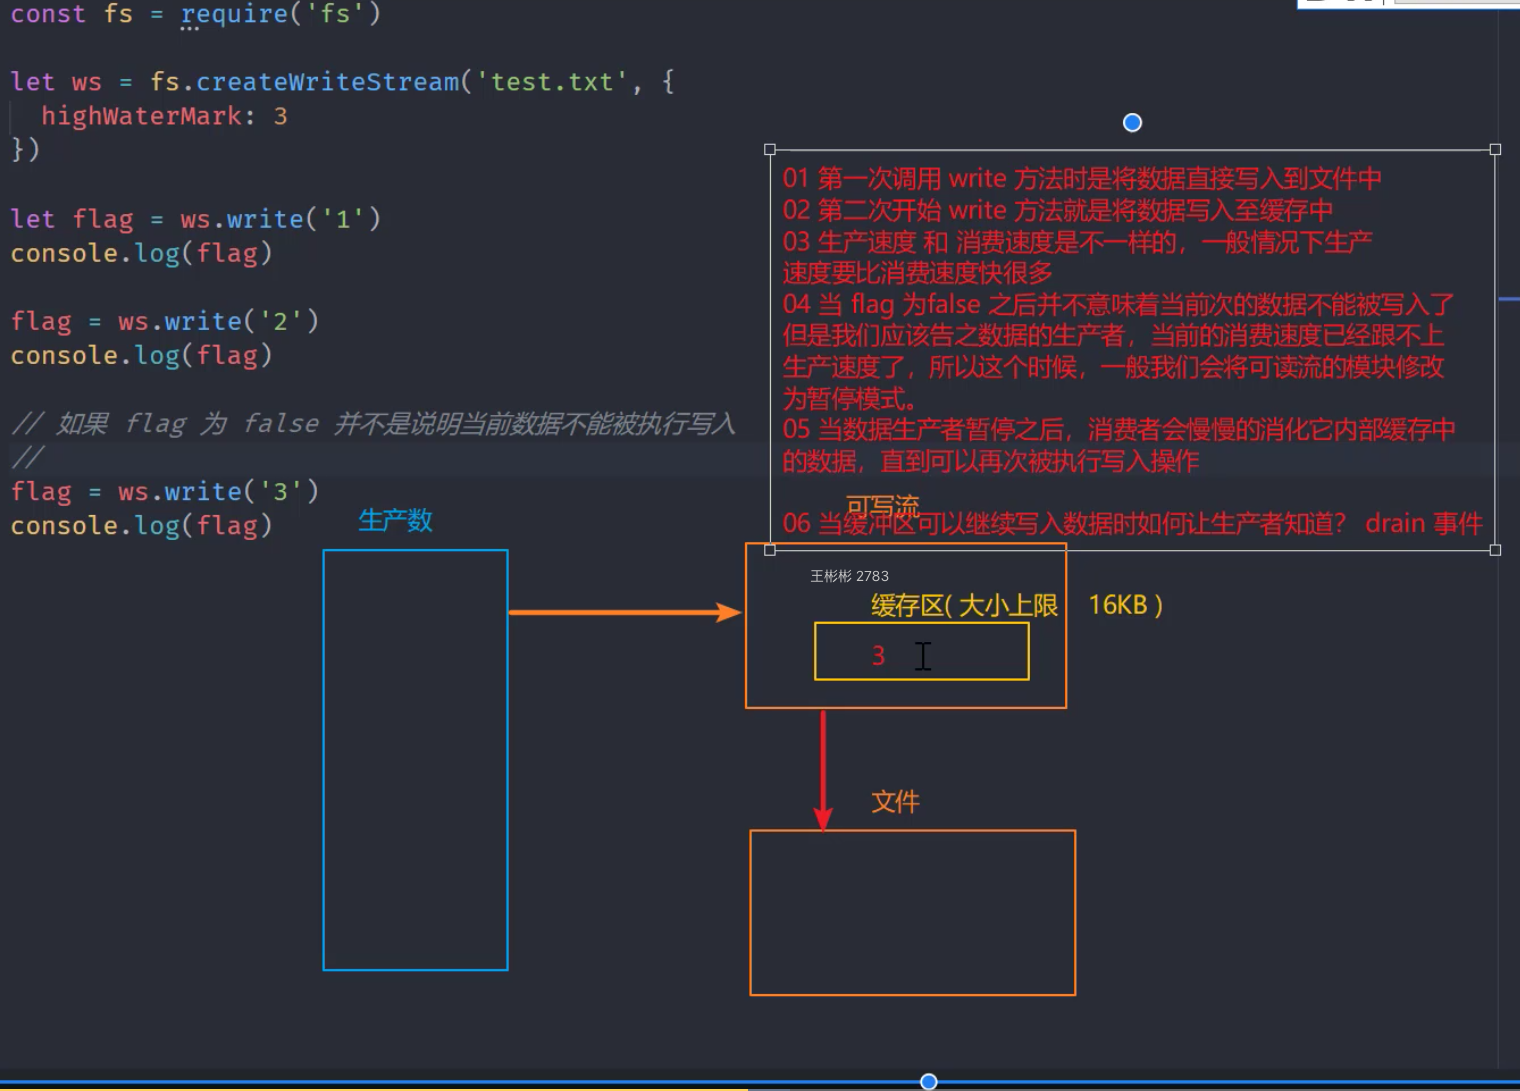 const fs = require('fs')
let ws = fs.createWriteStream('test.txt', {
highWaterMark: 3
})
let flag = ws.write('1')
console.log(flag)
flag = ws.write('2')
console.log(flag)
// 如果 flag 为 false 并不是说明当前数据不能被执行写入
//
flag = ws.write('3')
console.log(flag)
01 第一次调用 write 方法时是将数据直接写入到文件中
02 第二次开始 write 方法就是将数据写入至缓存中
03 生产速度 和 消费速度是不一样的，一般情况下生产
速度要比消费速度快很多
04 当 flag 为false 之后并不意味着当前次的数据不能被写入了
但是我们应该告之数据的生产者，当前的消费速度已经跟不上
生产速度了，所以这个时候，一般我们会将可读流的模块修改
为暂停模式。
05 当数据生产者暂停之后，消费者会慢慢的消化它内部缓存中
的数据，直到可以再次被执行写入操作
可写流
06 当缓冲区可以继续写入数据时如何让生产者知道？ drain 事件
生产数
王彬彬 2783
缓存区( 大小上限 16KB )
3
文件